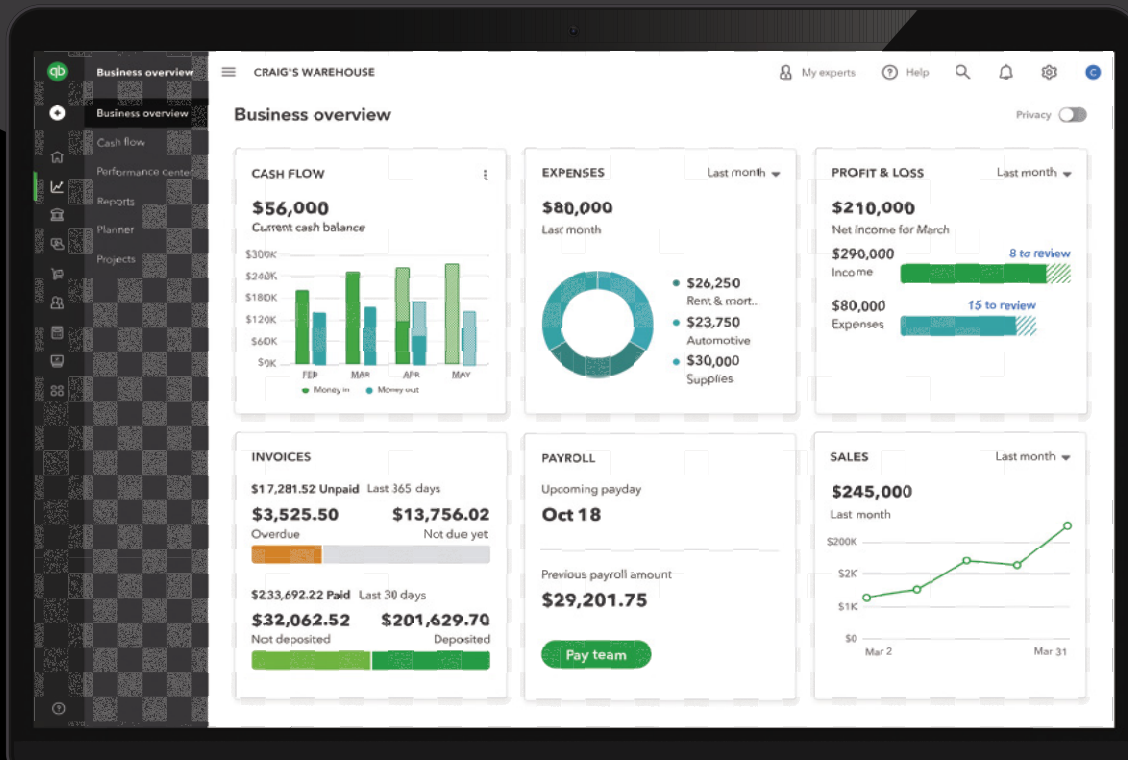 qb
Business overview
Business overview
Cash flow
Performance center
Reports
Planner
Projects
CRAIG'S WAREHOUSE
My experts
Help
C
Business overview
Privacy
CASH FLOW
$56,000
Current cash balance
$300K
$240K
$180K
$120K
$60K
FEB MAR APR MAY
Money in Money out
EXPENSES
Last month
$80,000
Last month
$26,250
Rent & mort..
$23,750
Automotive
$30,000
Supplies
PROFIT & LOSS
Last month
$210,000
Net income for March
$290,000
8 to review
Income
$80,000
15 to review
Expenses
INVOICES
$17,281.52 Unpaid Last 365 days
$3,525.50 $13,756.02
Overdue Not due yet
$233,692.22 Paid Last 30 days
$32,062.52 $201,629.70
Not deposited Deposited
PAYROLL
Upcoming payday
Oct 18
Previous payroll amount
$29,201.75
Pay team
SALES
Last month
$245,000
Last month
$200K
$2K
$1K
$0
Mar 2 Mar 31